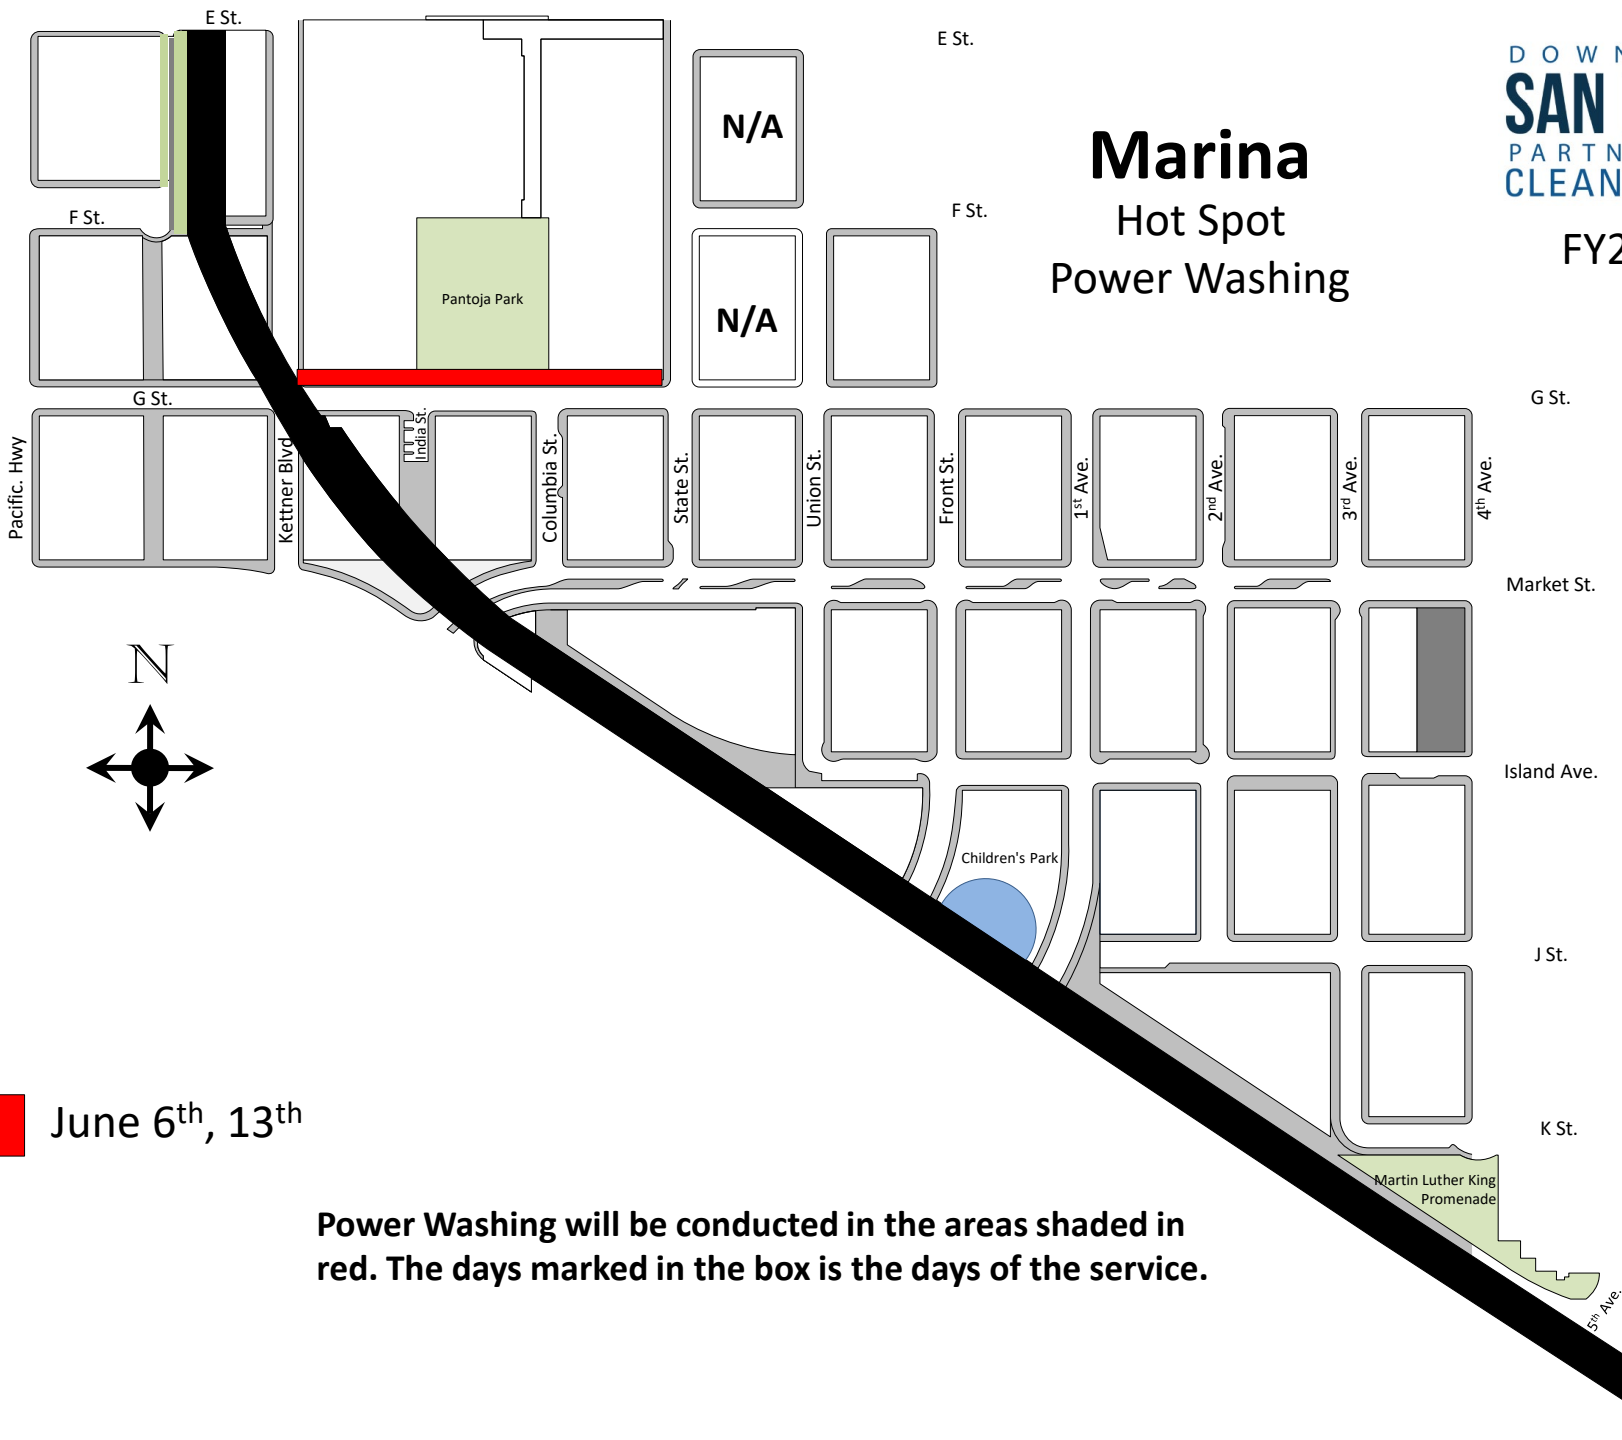 E St.
E St.
D O W N
SAN
PARTN
CLEAN
N/A
Marina
Hot Spot
Power Washing
F St.
F St.
FY2
Pantoja Park
N/A
G St.
G St.
Pacific. Hwy
Kettner Blvd
India St.
Columbia St.
State St.
Union St.
Front St.
1st Ave.
2nd Ave.
3rd Ave.
4th Ave.
Market St.
N
Island Ave.
Children's Park
J St.
June 6th, 13th
K St.
Martin Luther King
Promenade
Power Washing will be conducted in the areas shaded in
red. The days marked in the box is the days of the service.
5th Ave.